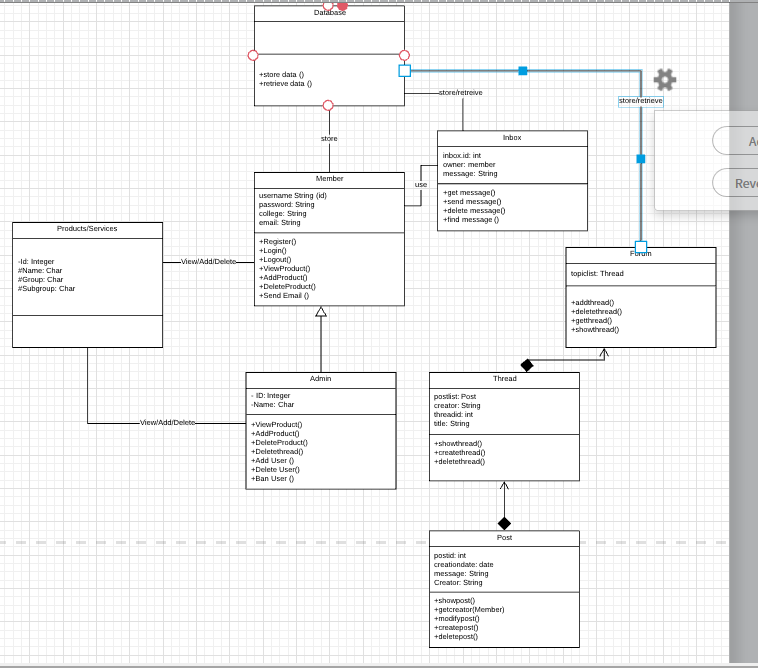 Database
+store data ()
+retrieve data ()
store/retreive
store/retrieve
store
Inbox
inbox.id: int
owner: member
message: String
+get message()
+send message()
+delete message()
+find message ()
use
Member
username String (id)
password: String
college: String
email: String
+Register()
+Login()
+Logout()
+ViewProduct()
+AddProduct()
+DeleteProduct()
+Send Email ()
Products/Services
-Id: Integer
#Name: Char
#Group: Char
#Subgroup: Char
View/Add/Delete
Forum
topiclist: Thread
+addthread()
+deletethread()
+getthread()
+showthread()
Admin
- ID: Integer
-Name: Char
+ViewProduct()
+AddProduct()
+DeleteProduct()
+Deletethread()
+Add User ()
+Delete User()
+Ban User ()
View/Add/Delete
Thread
postlist: Post
creator: String
threadid: int
title: String
+showthread()
+createthread()
+deletethread()
Post
postid: int
creationdate: date
message: String
Creator: String
+showpost()
+getcreator(Member)
+modifypost()
+createpost()
+deletepost()